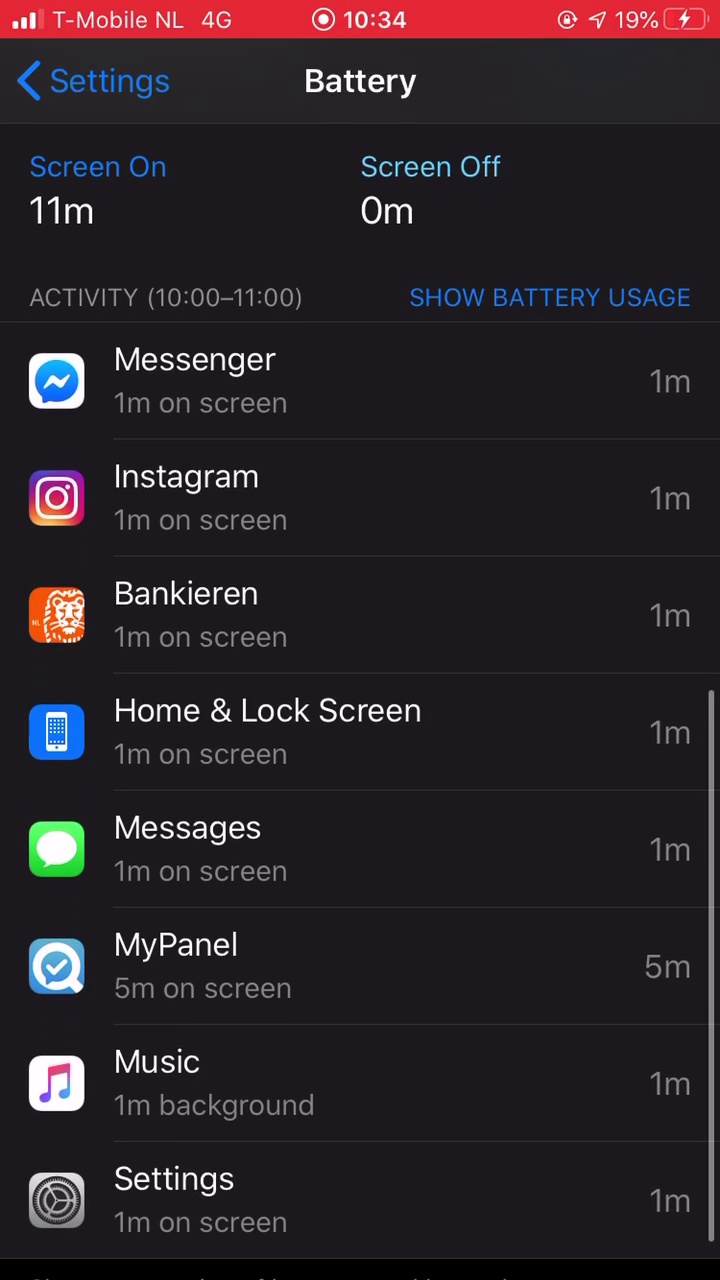 T-Mobile NL 4G 10:34 19%
Settings Battery
Screen On Screen Off
11m 0m
ACTIVITY (10:00–11:00) SHOW BATTERY USAGE
Messenger
1m on screen 1m
Instagram
1m on screen 1m
NL
Bankieren
1m on screen 1m
Home & Lock Screen
1m on screen 1m
Messages
1m on screen 1m
MyPanel
5m on screen 5m
Music
1m background 1m
Settings
1m on screen 1m